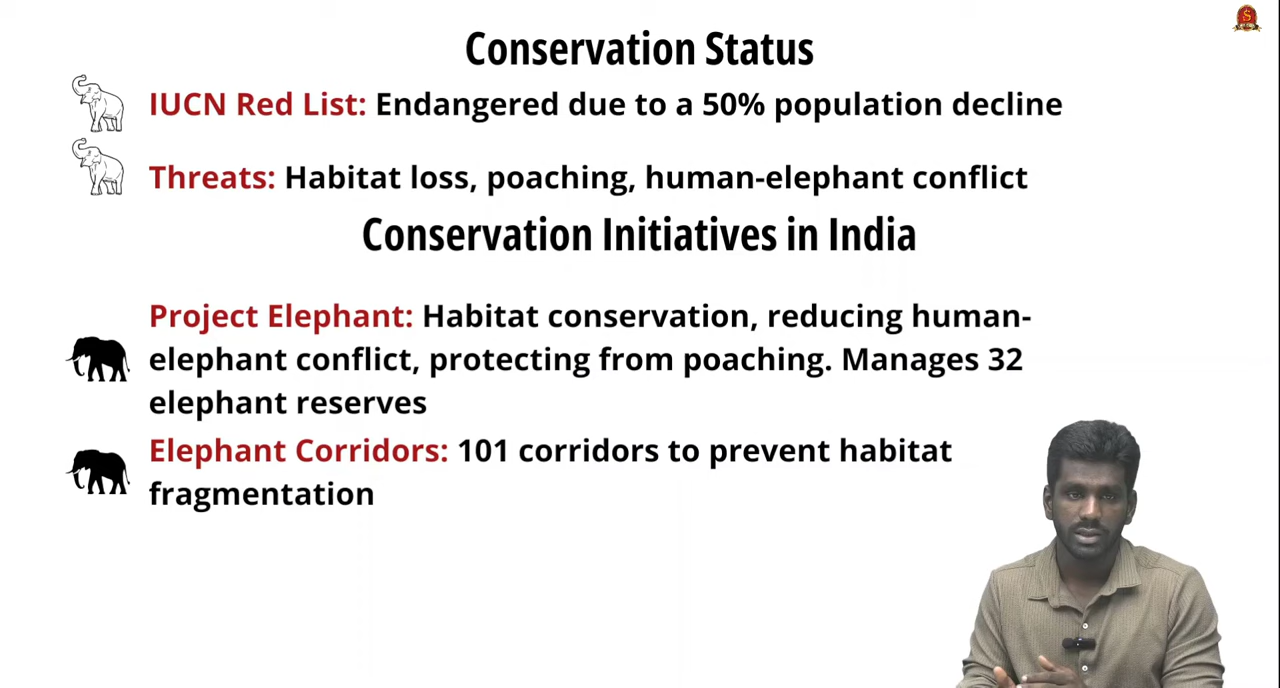 Conservation Status
IUCN Red List: Endangered due to a 50% population decline
Threats: Habitat loss, poaching, human-elephant conflict
Conservation Initiatives in India
Project Elephant: Habitat conservation, reducing human-
elephant conflict, protecting from poaching. Manages 32
elephant reserves
Elephant Corridors: 101 corridors to prevent habitat
fragmentation